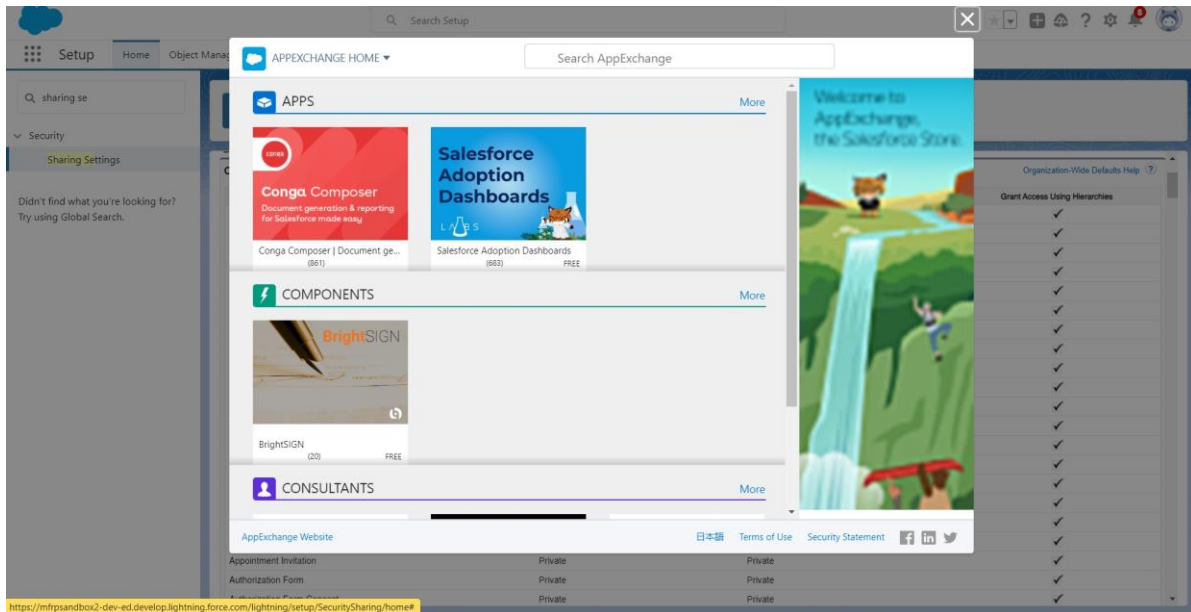 Search Setup
8
Setup
Home
Object Manag
sharing se
Security
Sharing Settings
Didn't find what you're looking for?
Try using Global Search.
APPEXCHANGE HOME
Search AppExchange
APPS
More
Conga Composer
Document generation & reporting
for Salesforce made easy
Conga Composer | Document ge...
(861)
Salesforce
Adoption
Dashboards
LABS
Salesforce Adoption Dashboards
(683)
FREE
COMPONENTS
More
BrightSIGN
BrightSIGN
(20)
FREE
CONSULTANTS
More
Welcome to
AppExchange,
the Salesforce Store.
AppExchange Website
日本語
Terms of Use
Security Statement
Organization-Wide Defaults Help
Grant Access Using Hierarchies
Appointment Invitation
Private
Private
Authorization Form
Private
Private
Authorization Form Consent
Private
Private
https://mfrpsandbox2-dev-ed.develop.lightning.force.com/lightning/setup/SecuritySharing/home#